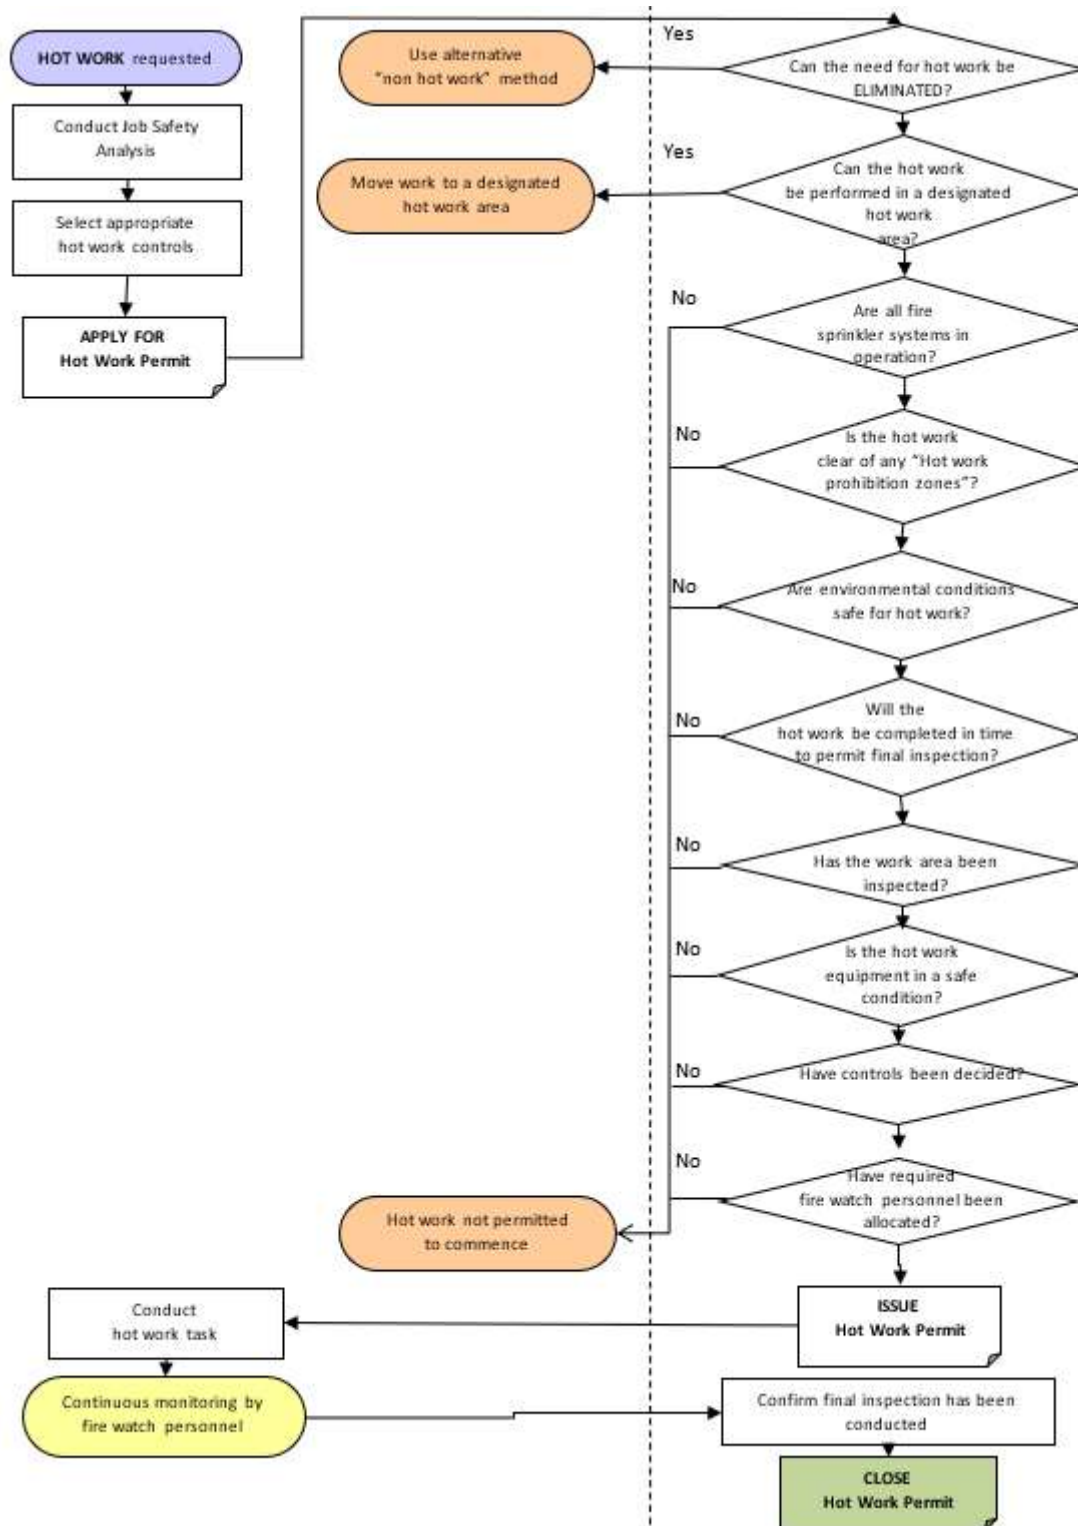 HOT WORK requested
Conduct Job Safety
Analysis
Select appropriate
hot work controls
APPLY FOR
Hot Work Permit
Yes
Use alternative
“non hot work” method
Can the need for hot work be
ELIMINATED?
Yes
Move work to a designated
hot work area
Can the hot work
be performed in a designated
hot work
area?
No
Are all fire
sprinkler systems in
operation?
No
Is the hot work
clear of any “Hot work
prohibition zones”?
No
Are environmental conditions
safe for hot work?
No
Will the
hot work be completed in time
to permit final inspection?
No
Has the work area been
inspected?
No
Is the hot work
equipment in a safe
condition?
No
Have controls been decided?
No
Have required
fire watch personnel been
allocated?
Hot work not permitted
to commence
ISSUE
Hot Work Permit
Conduct
hot work task
Continuous monitoring by
fire watch personnel
Confirm final inspection has been
conducted
CLOSE
Hot Work Permit